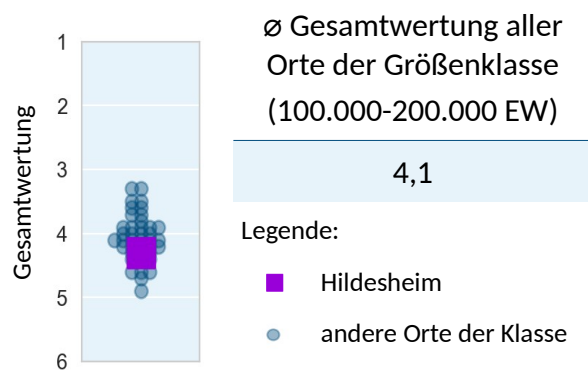 Gesamtwertung
1
2
3
4
5
6
ø Gesamtwertung aller
Orte der Größenklasse
(100.000-200.000 EW)
4,1
Legende:
Hildesheim
andere Orte der Klasse